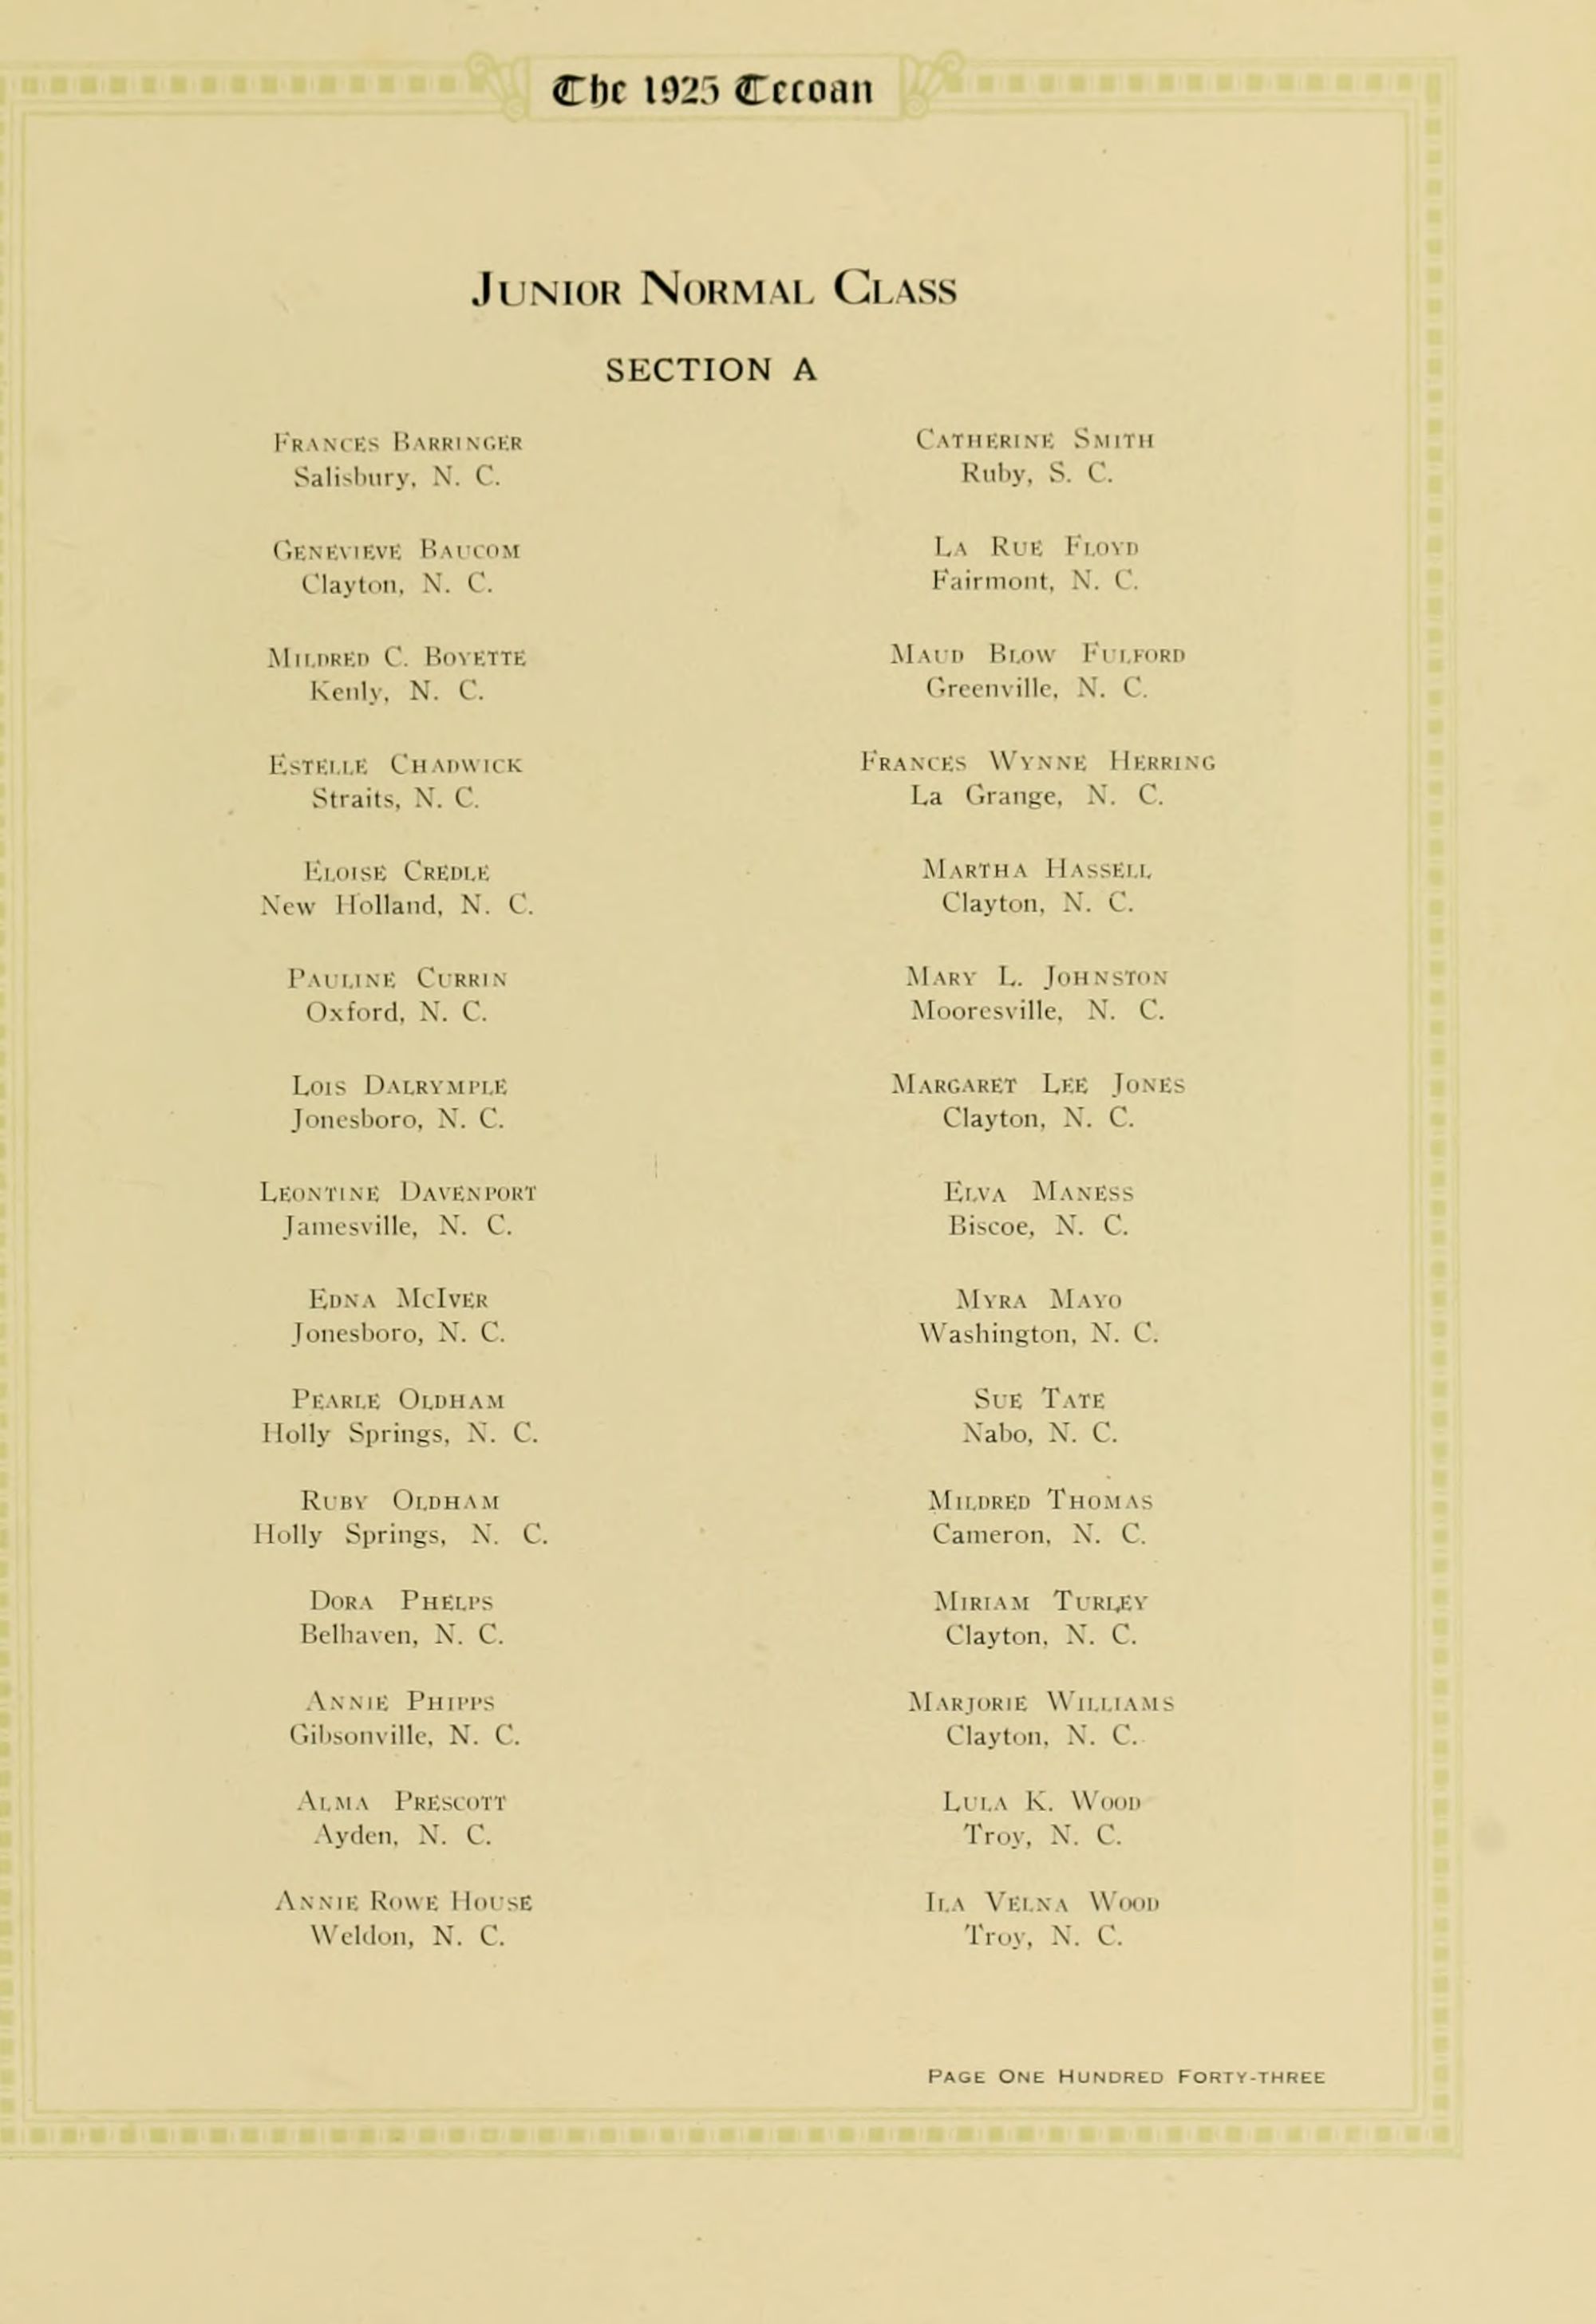 The 1925 Tecoan
Junior Normal Class
SECTION A
Frances Barringer
Salisbury, N. C.
Genevieve Baucom
Clayton, N. C.
Mildred C. Boyette
Kenly, N. C.
Estelle Chadwick
Straits, N. C.
Eloise Credle
New Holland, N. C.
Pauline Currin
Oxford, N. C.
Lois Dalrymple
Jonesboro, N. C.
Leontine Davenport
Jamesville, N. C.
Edna McIver
Jonesboro, N. C.
Pearle Oldham
Holly Springs, N. C.
Ruby Oldham
Holly Springs, N. C.
Dora Phelps
Belhaven, N. C.
Annie Phipps
Gibsonville, N. C.
Alma Prescott
Ayden, N. C.
Annie Rowe House
Weldon, N. C.
Catherine Smith
Ruby, S. C.
La Rue Floyd
Fairmont, N. C.
Maud Blow Fulford
Greenville, N. C.
Frances Wynne Herring
La Grange, N. C.
Martha Hassell
Clayton, N. C.
Mary L. Johnston
Mooresville, N. C.
Margaret Lee Jones
Clayton, N. C.
Elva Maness
Biscoe, N. C.
Myra Mayo
Washington, N. C.
Sue Tate
Nabo, N. C.
Mildred Thomas
Cameron, N. C.
Miriam Turley
Clayton, N. C.
Marjorie Williams
Clayton, N. C.
Lula K. Wood
Troy, N. C.
Ila Velna Wood
Troy, N. C.
Page One Hundred Forty-three